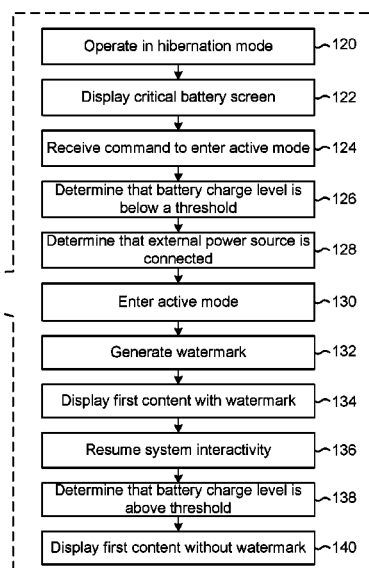 Operate in hibernation mode 120
Display critical battery screen 122
Receive command to enter active mode 124
Determine that battery charge level is
below a threshold 126
Determine that external power source is
connected 128
Enter active mode 130
Generate watermark 132
Display first content with watermark 134
Resume system interactivity 136
Determine that battery charge level is
above threshold 138
Display first content without watermark 140